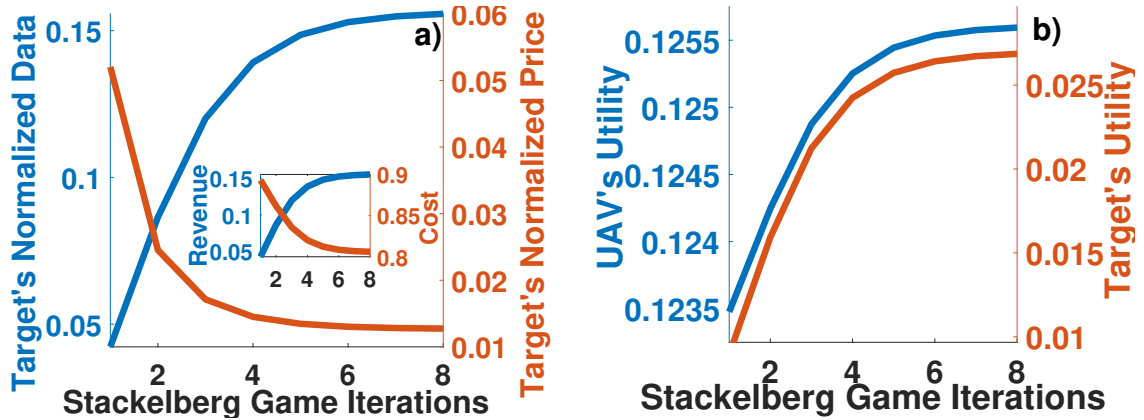 a)
Target's Normalized Data
0.15
0.1
0.05
Target's Normalized Price
0.06
0.05
0.04
0.03
0.02
0.01
Revenue
0.15
0.1
0.05
Cost
0.9
0.85
0.8
2 4 6 8
2 4 6 8
Stackelberg Game Iterations
b)
UAV's Utility
0.1255
0.125
0.1245
0.124
0.1235
Target's Utility
0.025
0.02
0.015
0.01
2 4 6 8
Stackelberg Game Iterations